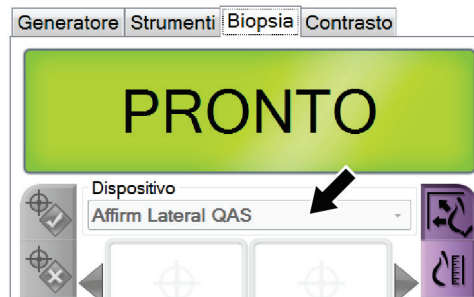 Generatore Strumenti Biopsia Contrasto
PRONTO
Dispositivo
Affirm Lateral QAS